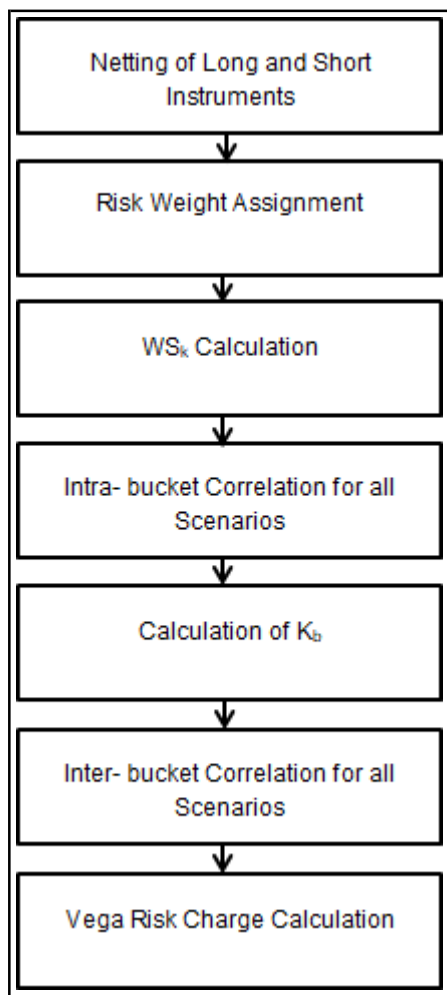 Netting of Long and Short
Instruments
Risk Weight Assignment
WSₖ Calculation
Intra- bucket Correlation for all
Scenarios
Calculation of K_b
Inter- bucket Correlation for all
Scenarios
Vega Risk Charge Calculation